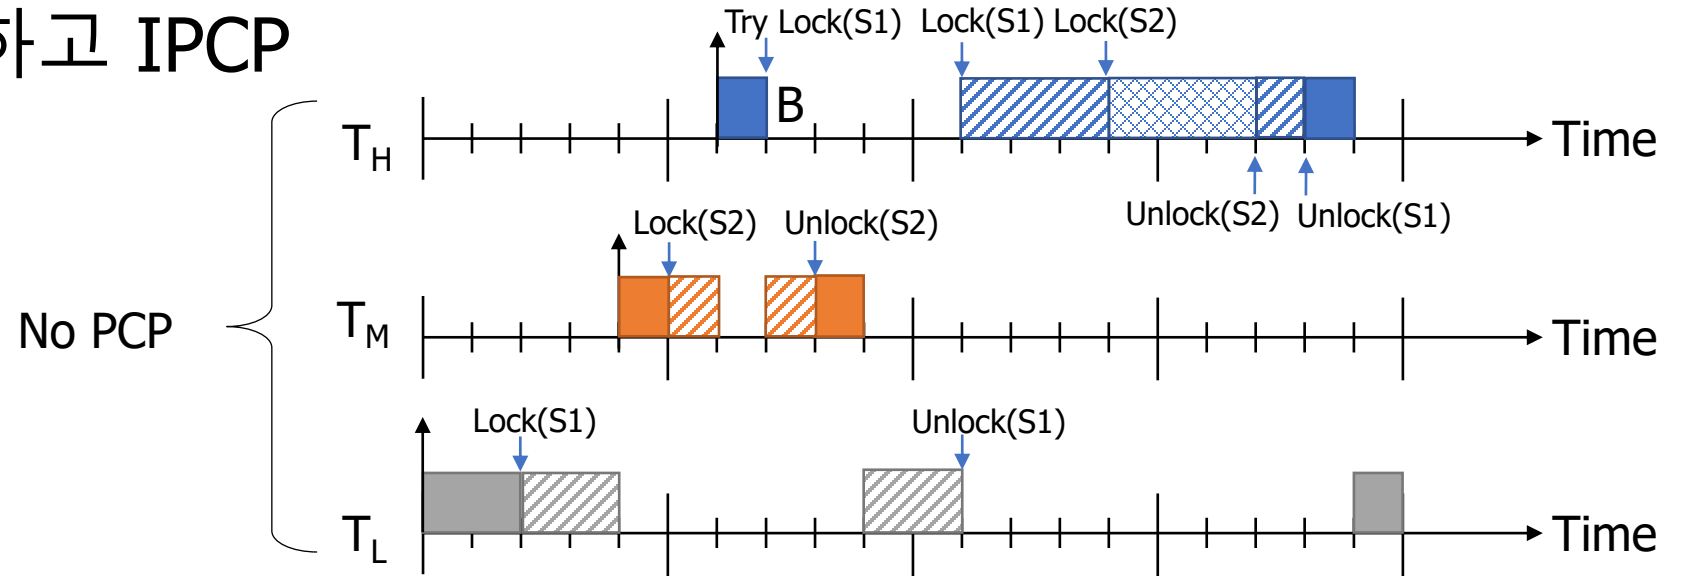 하고 IPCP
Try Lock(S1) Lock(S1) Lock(S2)
B
T_H
Time
Unlock(S2) Unlock(S1)
Lock(S2) Unlock(S2)
No PCP
T_M
Time
Lock(S1) Unlock(S1)
T_L
Time